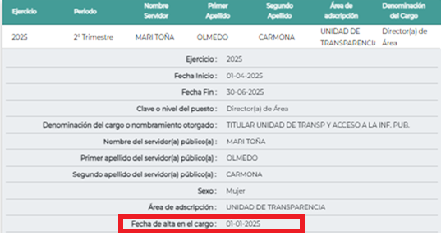 Ejercicio Periodo Nombre Servidor Primer Apellido Segundo Apellido Área de adscripción Denominación del Cargo
2025 2º Trimestre MARI TOÑA OLMEDO CARMONA UNIDAD DE TRANSPARENCIA Director(a) de Área
Ejercicio : 2025
Fecha Inicio : 01-04-2025
Fecha Fin : 30-06-2025
Clave o nivel del puesto : Director(a) de Área
Denominación del cargo o nombramiento otorgado : TITULAR UNIDAD DE TRANSP Y ACCESO A LA INF. PUB.
Nombre del servidor(a) público(a) : MARI TOÑA
Primer apellido del servidor(a) público(a) : OLMEDO
Segundo apellido del servidor(a) público(a) : CARMONA
Sexo : Mujer
Área de adscripción : UNIDAD DE TRANSPARENCIA
Fecha de alta en el cargo : 01-01-2025